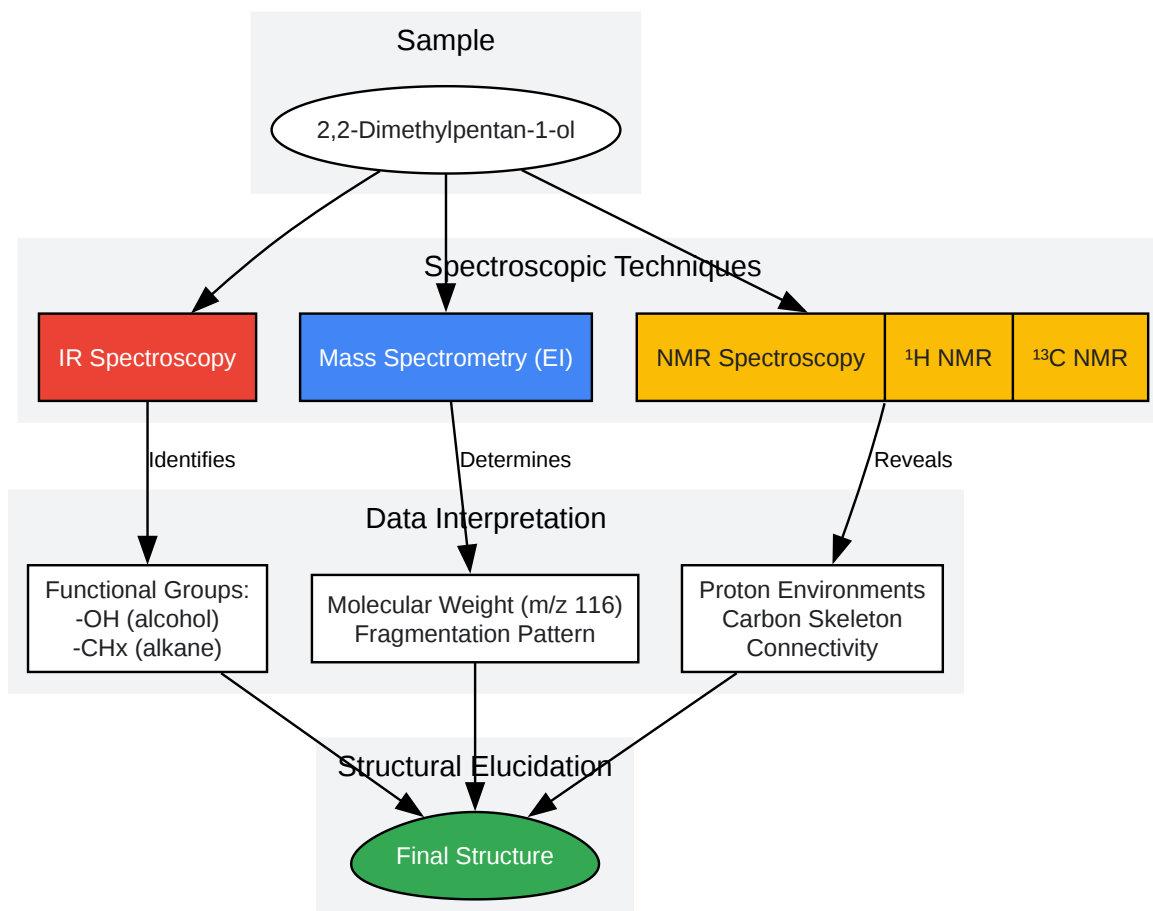 Sample
2,2-Dimethylpentan-1-ol
Spectroscopic Techniques
IR Spectroscopy
Mass Spectrometry (EI)
NMR Spectroscopy
¹H NMR
¹³C NMR
Identifies
Determines
Reveals
Data Interpretation
Functional Groups:
-OH (alcohol)
-CHx (alkane)
Molecular Weight (m/z 116)
Fragmentation Pattern
Proton Environments
Carbon Skeleton
Connectivity
Structural Elucidation
Final Structure